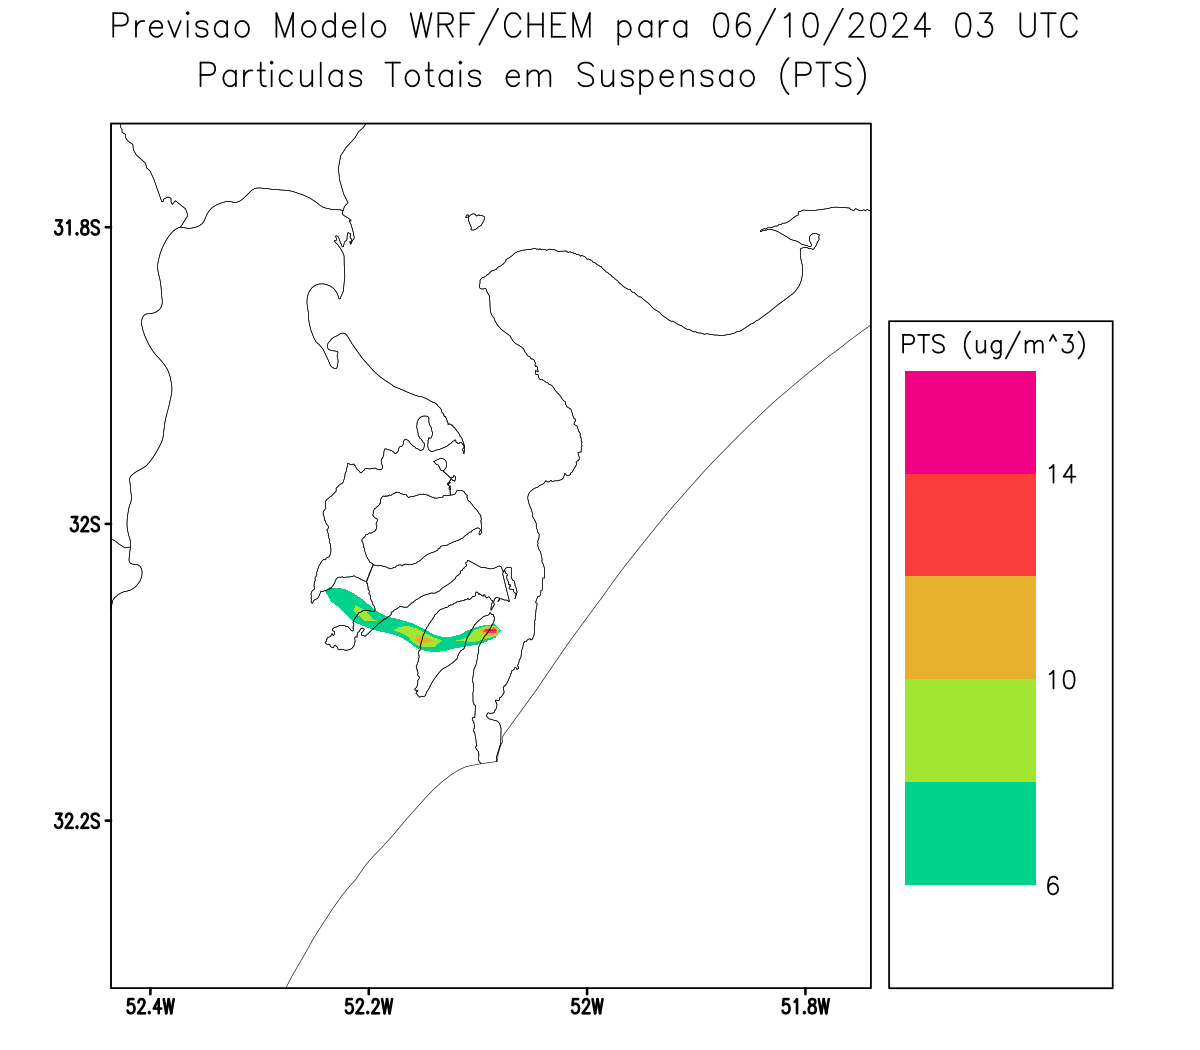 Previsao Modelo WRF/CHEM para 06/10/2024 03 UTC
Particulas Totais em Suspensao (PTS)
31.8S
32S
32.2S
52.4W
52.2W
52W
51.8W
PTS (ug/m^3)
14
10
6